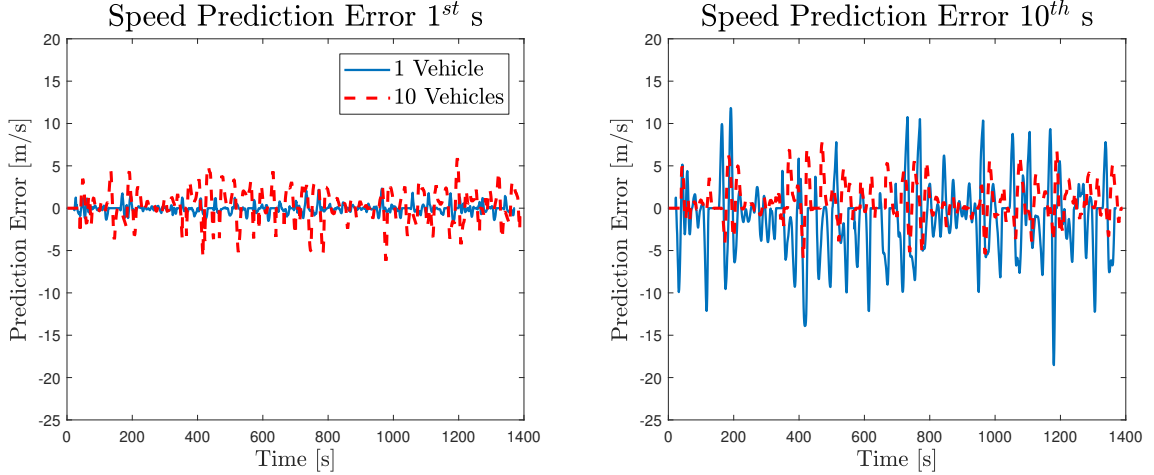 Speed Prediction Error 1st s
20
15
10
5
0
-5
-10
-15
-20
-25
Prediction Error [m/s]
1 Vehicle
10 Vehicles
0 200 400 600 800 1000 1200 1400
Time [s]
Speed Prediction Error 10th s
20
15
10
5
0
-5
-10
-15
-20
-25
Prediction Error [m/s]
0 200 400 600 800 1000 1200 1400
Time [s]